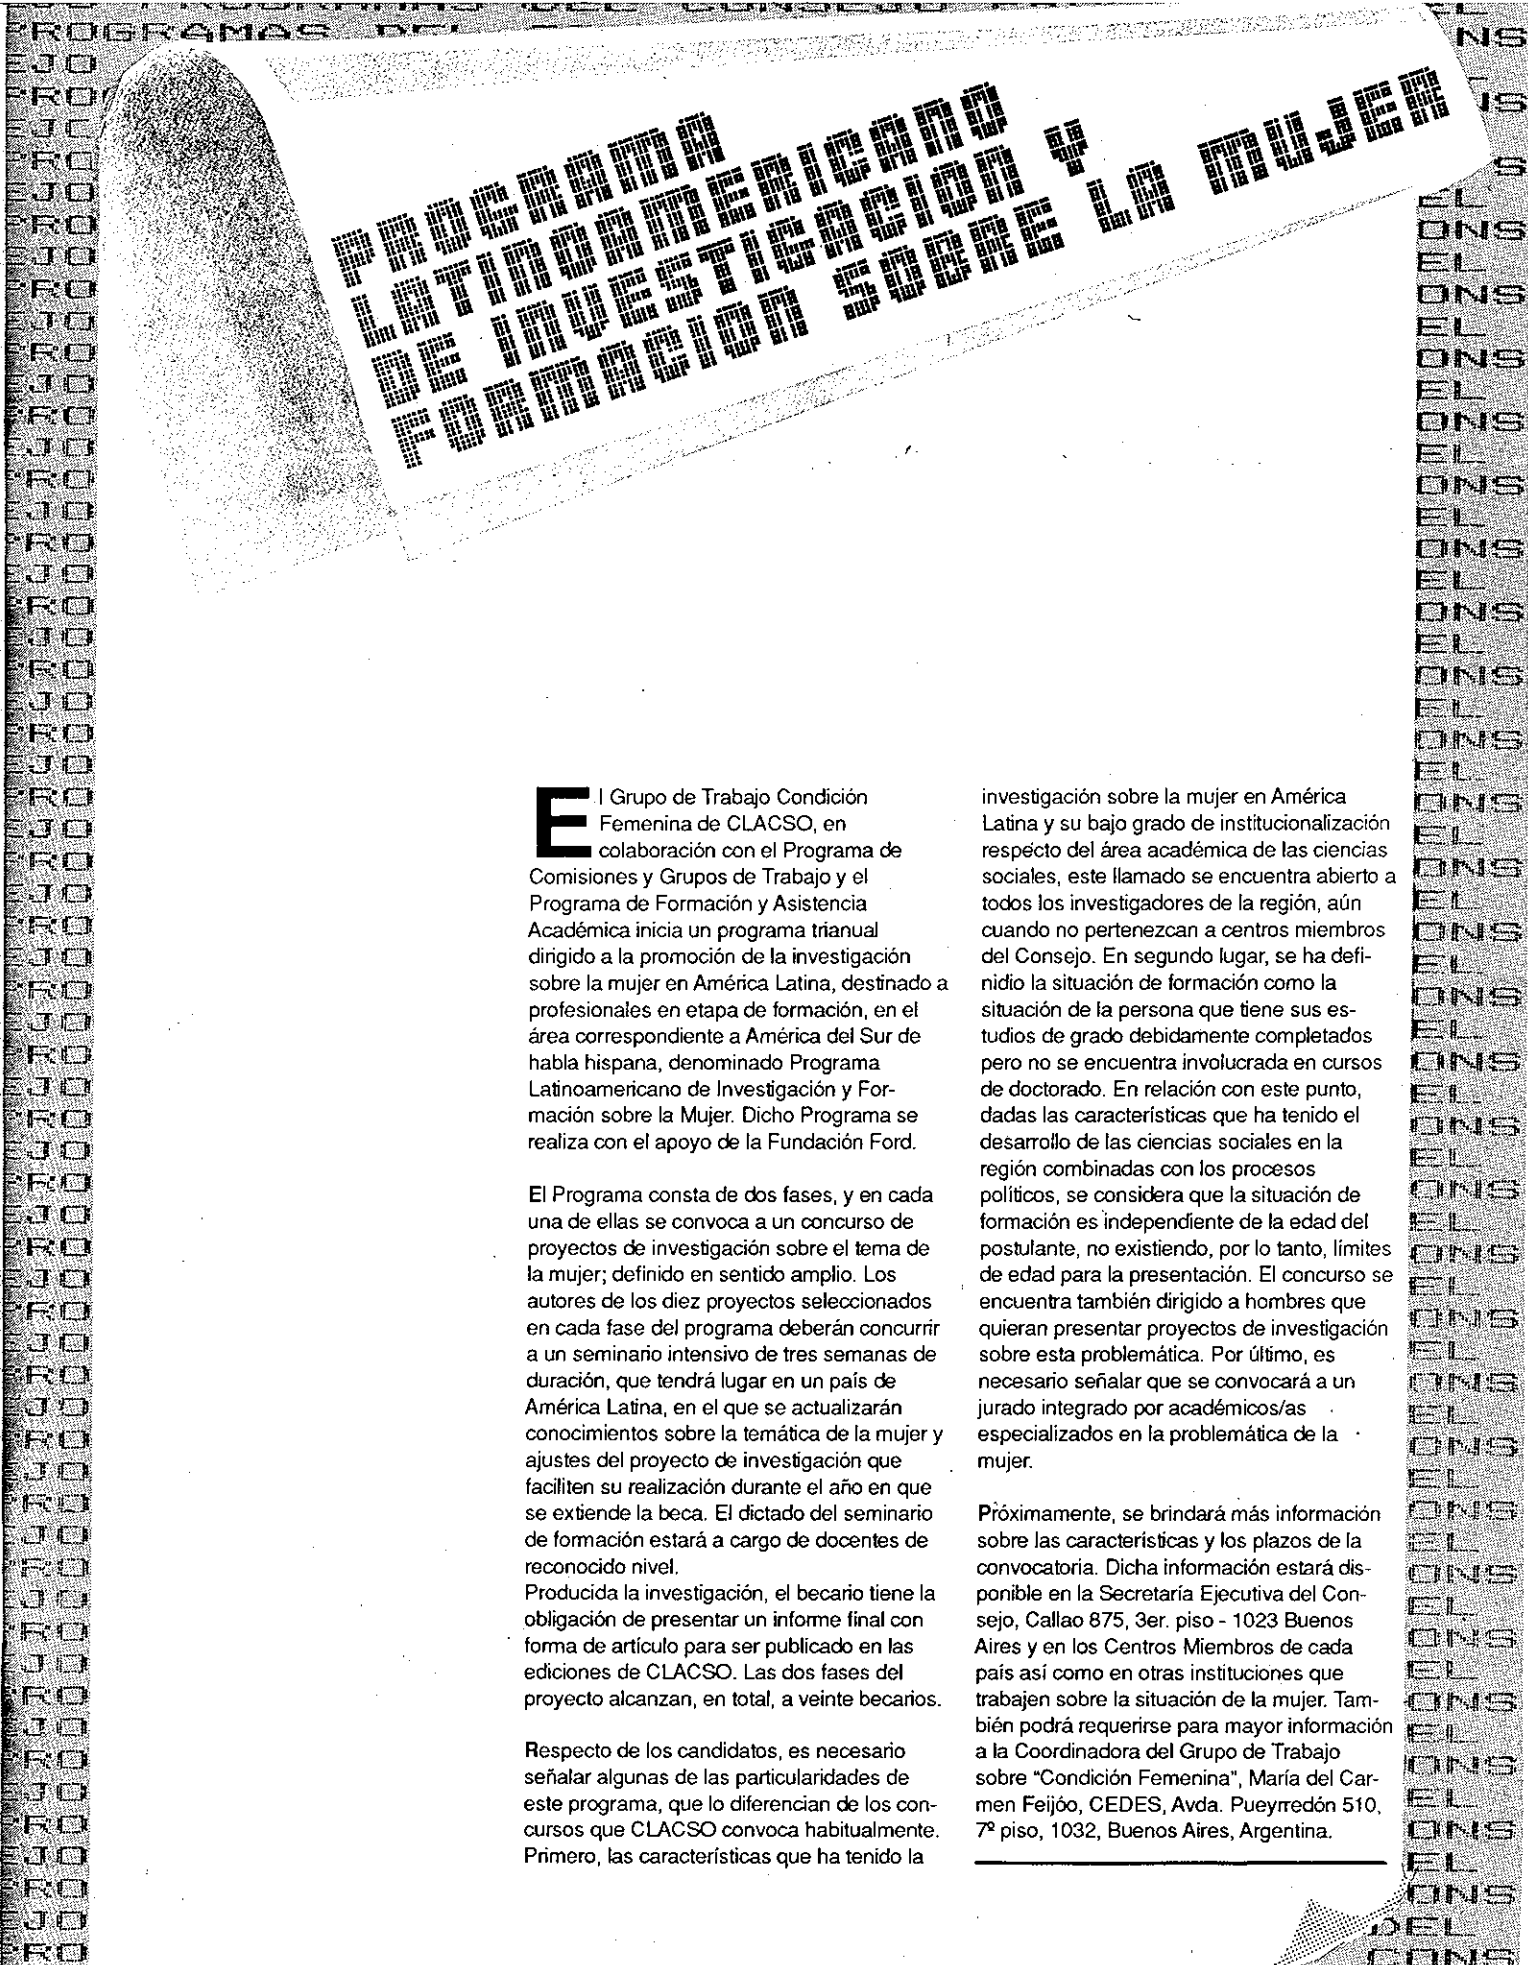 PROGRAMAS DEL CONSEJO
PROGRAMAS DEL
PROGRAMA
LATINOAMERICANO
DE INVESTIGACION Y
FORMACION SOBRE LA MUJER
El Grupo de Trabajo Condición
Femenina de CLACSO, en
colaboración con el Programa de
Comisiones y Grupos de Trabajo y el
Programa de Formación y Asistencia
Académica inicia un programa trianual
dirigido a la promoción de la investigación
sobre la mujer en América Latina, destinado a
profesionales en etapa de formación, en el
área correspondiente a América del Sur de
habla hispana, denominado Programa
Latinoamericano de Investigación y For-
mación sobre la Mujer. Dicho Programa se
realiza con el apoyo de la Fundación Ford.
El Programa consta de dos fases, y en cada
una de ellas se convoca a un concurso de
proyectos de investigación sobre el tema de
la mujer; definido en sentido amplio. Los
autores de los diez proyectos seleccionados
en cada fase del programa deberán concurrir
a un seminario intensivo de tres semanas de
duración, que tendrá lugar en un país de
América Latina, en el que se actualizarán
conocimientos sobre la temática de la mujer y
ajustes del proyecto de investigación que
faciliten su realización durante el año en que
se extiende la beca. El dictado del seminario
de formación estará a cargo de docentes de
reconocido nivel.
Producida la investigación, el becario tiene la
obligación de presentar un informe final con
forma de artículo para ser publicado en las
ediciones de CLACSO. Las dos fases del
proyecto alcanzan, en total, a veinte becarios.
Respecto de los candidatos, es necesario
señalar algunas de las particularidades de
este programa, que lo diferencian de los con-
cursos que CLACSO convoca habitualmente.
Primero, las características que ha tenido la
investigación sobre la mujer en América
Latina y su bajo grado de institucionalización
respecto del área académica de las ciencias
sociales, este llamado se encuentra abierto a
todos los investigadores de la región, aún
cuando no pertenezcan a centros miembros
del Consejo. En segundo lugar, se ha defi-
nidio la situación de formación como la
situación de la persona que tiene sus es-
tudios de grado debidamente completados
pero no se encuentra involucrada en cursos
de doctorado. En relación con este punto,
dadas las características que ha tenido el
desarrollo de las ciencias sociales en la
región combinadas con los procesos
políticos, se considera que la situación de
formación es independiente de la edad del
postulante, no existiendo, por lo tanto, límites
de edad para la presentación. El concurso se
encuentra también dirigido a hombres que
quieran presentar proyectos de investigación
sobre esta problemática. Por último, es
necesario señalar que se convocará a un
jurado integrado por académicos/as
especializados en la problemática de la
mujer.
Próximamente, se brindará más información
sobre las características y los plazos de la
convocatoria. Dicha información estará dis-
ponible en la Secretaría Ejecutiva del Con-
sejo, Callao 875, 3er. piso - 1023 Buenos
Aires y en los Centros Miembros de cada
país así como en otras instituciones que
trabajen sobre la situación de la mujer. Tam-
bién podrá requerirse para mayor información
a la Coordinadora del Grupo de Trabajo
sobre "Condición Femenina", María del Car-
men Feijóo, CEDES, Avda. Pueyrredón 510,
7º piso, 1032, Buenos Aires, Argentina.